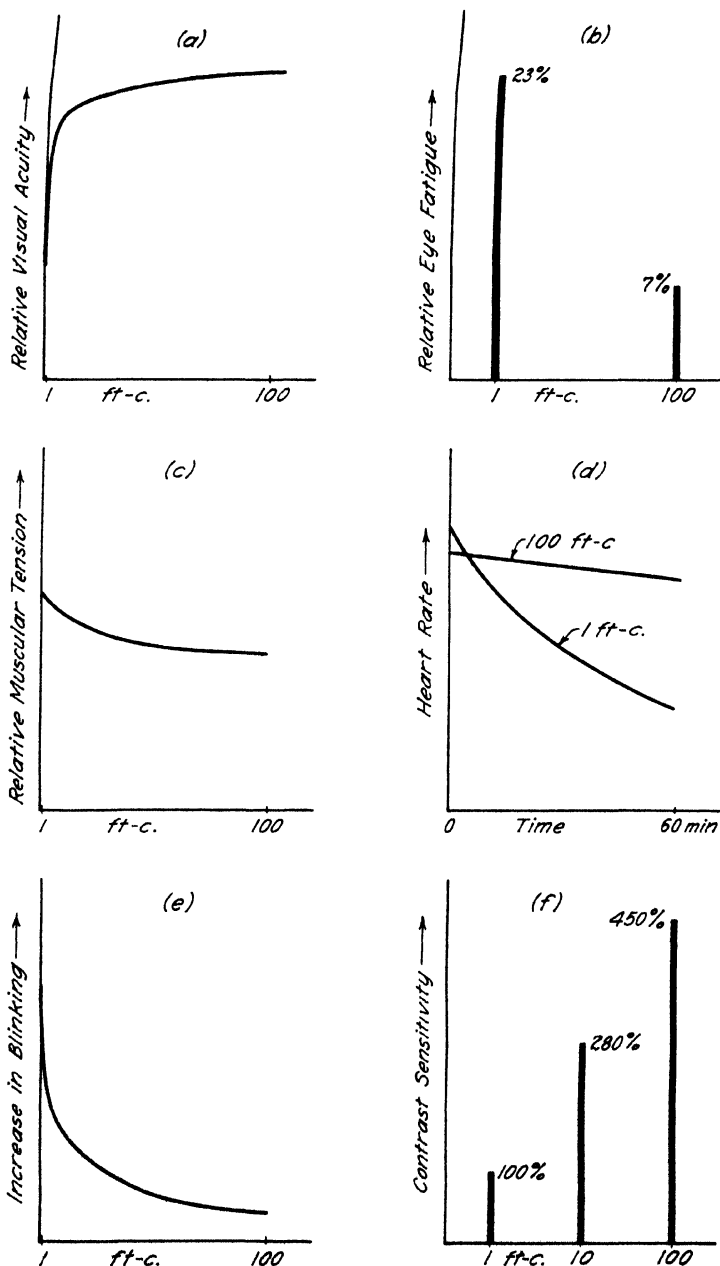 (a)
Relative Visual Acuity
1 ft-c. 100
(b)
Relative Eye Fatigue
23%
7%
1 ft-c. 100
(c)
Relative Muscular Tension
1 ft-c. 100
(d)
Heart Rate
100 ft-c
1 ft-c.
0 Time 60 min
(e)
Increase in Blinking
1 ft-c. 100
(f)
Contrast Sensitivity
450%
280%
100%
1 ft-c. 10 100